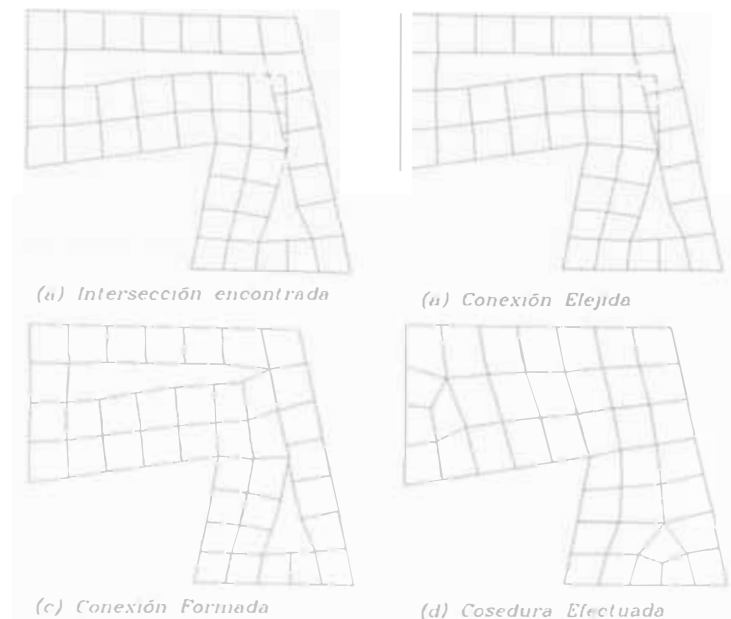 (a) Intersección encontrada
(a) Conexión Elejida
(c) Conexión Formada
(d) Cosedura Efectuada